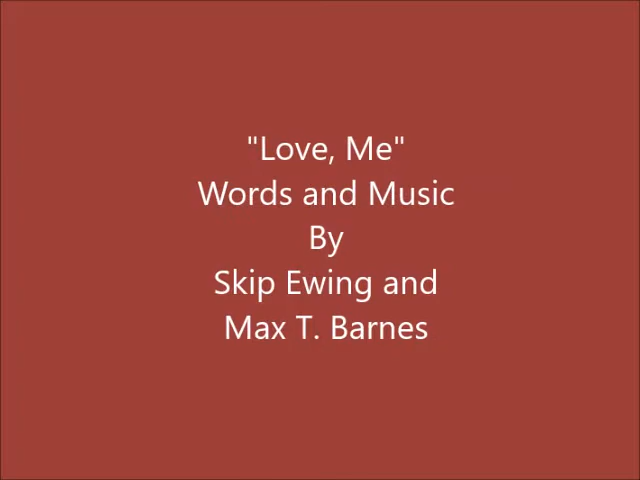 "Love, Me"
Words and Music
By
Skip Ewing and
Max T. Barnes